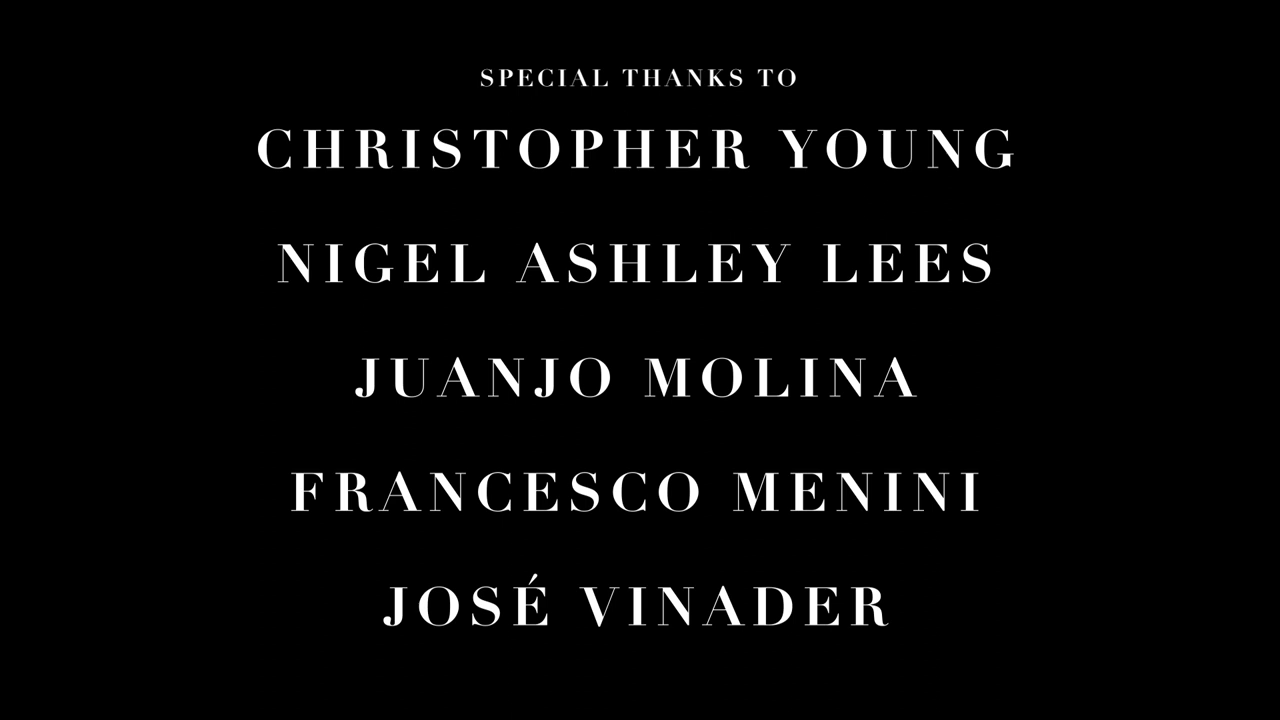 SPECIAL THANKS TO
CHRISTOPHER YOUNG
NIGEL ASHLEY LEES
JUANJO MOLINA
FRANCESCO MENINI
JOSÉ VINADER